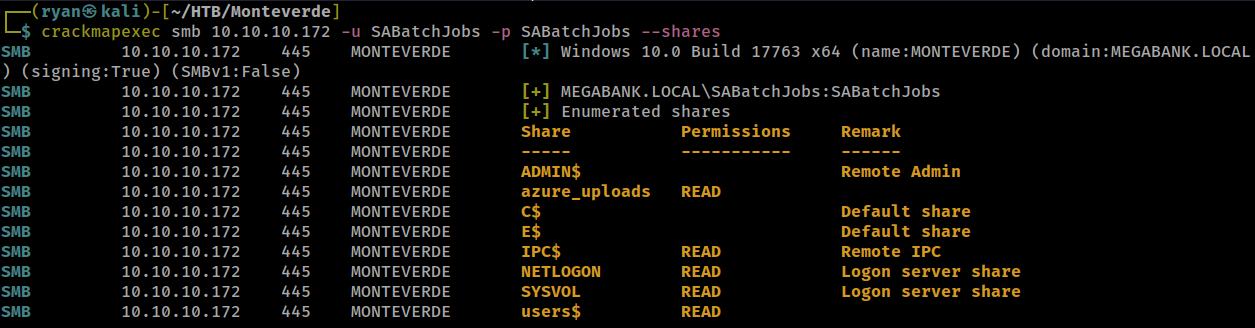 ┌──(ryan㉿kali)-[~/HTB/Monteverde]
└─$ crackmapexec smb 10.10.10.172 -u SABatchJobs -p SABatchJobs --shares
SMB         10.10.10.172    445    MONTEVERDE       [*] Windows 10.0 Build 17763 x64 (name:MONTEVERDE) (domain:MEGABANK.LOCAL
) (signing:True) (SMBv1:False)
SMB         10.10.10.172    445    MONTEVERDE       [+] MEGABANK.LOCAL\SABatchJobs:SABatchJobs
SMB         10.10.10.172    445    MONTEVERDE       [+] Enumerated shares
SMB         10.10.10.172    445    MONTEVERDE       Share           Permissions     Remark
SMB         10.10.10.172    445    MONTEVERDE       -----           -----------     ------
SMB         10.10.10.172    445    MONTEVERDE       ADMIN$                          Remote Admin
SMB         10.10.10.172    445    MONTEVERDE       azure_uploads   READ
SMB         10.10.10.172    445    MONTEVERDE       C$                              Default share
SMB         10.10.10.172    445    MONTEVERDE       E$                              Default share
SMB         10.10.10.172    445    MONTEVERDE       IPC$            READ            Remote IPC
SMB         10.10.10.172    445    MONTEVERDE       NETLOGON        READ            Logon server share
SMB         10.10.10.172    445    MONTEVERDE       SYSVOL          READ            Logon server share
SMB         10.10.10.172    445    MONTEVERDE       users$          READ